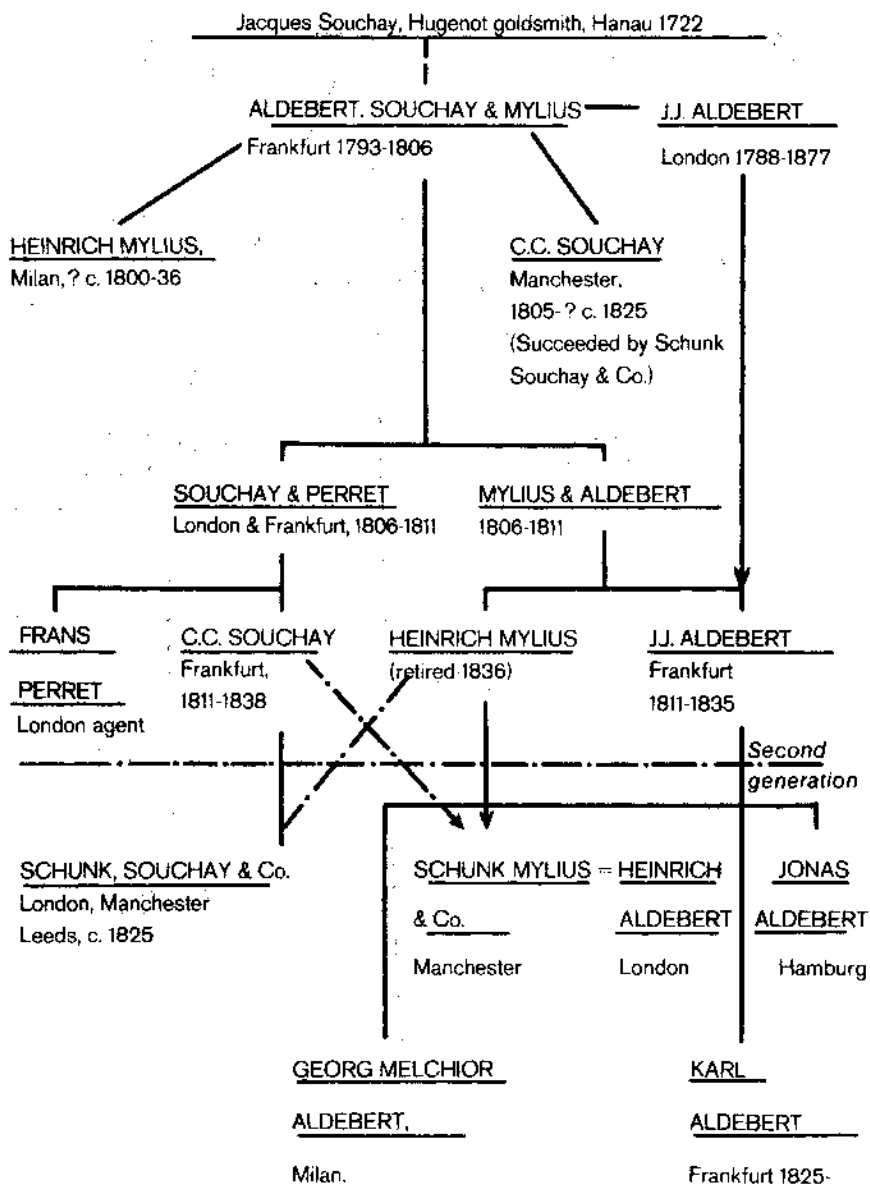 Jacques Souchay, Hugenot goldsmith, Hanau 1722
ALDEBERT. SOUCHAY & MYLIUS
Frankfurt 1793-1806
J.J. ALDEBERT
London 1788-1877
HEINRICH MYLIUS,
Milan, ? c. 1800-36
C.C. SOUCHAY
Manchester,
1805- ? c. 1825
(Succeeded by Schunk
Souchay & Co.)
SOUCHAY & PERRET
London & Frankfurt, 1806-1811
MYLIUS & ALDEBERT
1806-1811
FRANS
PERRET
London agent
C.C. SOUCHAY
Frankfurt,
1811-1838
HEINRICH MYLIUS
(retired 1836)
J.J. ALDEBERT
Frankfurt
1811-1835
Second
generation
SCHUNK, SOUCHAY & Co.
London, Manchester
Leeds, c. 1825
SCHUNK MYLIUS =
& Co.
Manchester
HEINRICH
ALDEBERT
London
JONAS
ALDEBERT
Hamburg
GEORG MELCHIOR
ALDEBERT,
Milan.
KARL
ALDEBERT
Frankfurt 1825-